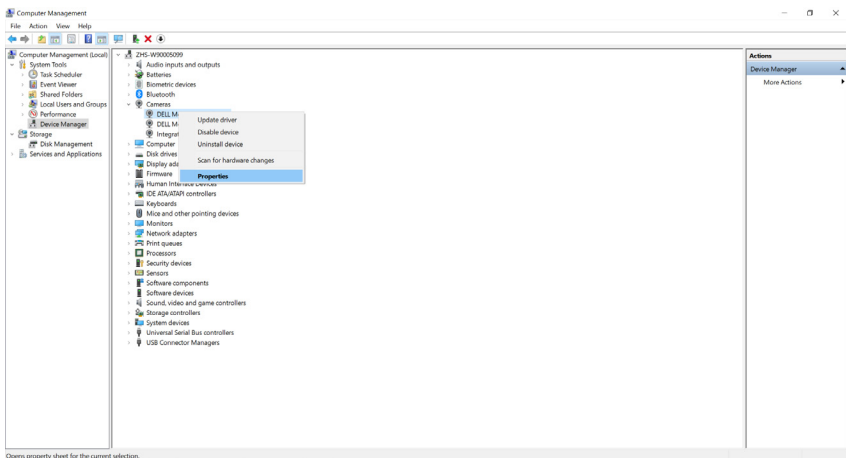 Computer Management
File Action View Help
Computer Management (Local)
System Tools
Task Scheduler
Event Viewer
Shared Folders
Local Users and Groups
Performance
Device Manager
Storage
Disk Management
Services and Applications
ZHS-W90005099
Audio inputs and outputs
Batteries
Biometric devices
Bluetooth
Cameras
DELL M
DELL M
Integrat
Computer
Disk drives
Display ada
Firmware
Human Interface Devices
IDE ATA/ATAPI controllers
Keyboards
Mice and other pointing devices
Monitors
Network adapters
Print queues
Processors
Security devices
Sensors
Software components
Software devices
Sound, video and game controllers
Storage controllers
System devices
Universal Serial Bus controllers
USB Connector Managers
Update driver
Disable device
Uninstall device
Scan for hardware changes
Properties
Actions
Device Manager
More Actions
Opens property sheet for the current selection.